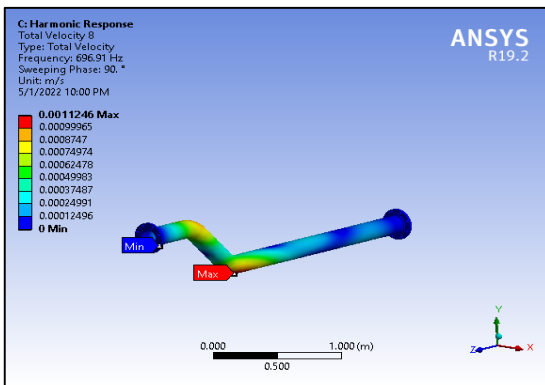 C: Harmonic Response
Total Velocity 8
Type: Total Velocity
Frequency: 696.91 Hz
Sweeping Phase: 90. °
Unit: m/s
5/1/2022 10:00 PM
ANSYS
R19.2
0.0011246 Max
0.00099965
0.0008747
0.00074974
0.00062478
0.00049983
0.00037487
0.00024991
0.00012496
0 Min
Min
Max
0.000 1.000 (m)
0.500
Y
Z X